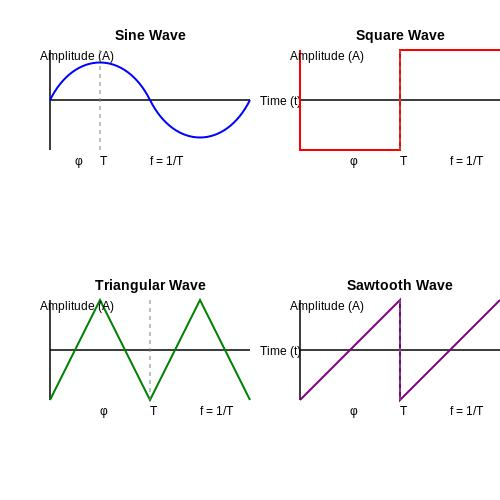 Sine Wave
Square Wave
Amplitude (A)
Amplitude (A)
Time (t)
φ T f = 1/T
φ T f = 1/T
Triangular Wave
Sawtooth Wave
Amplitude (A)
Amplitude (A)
Time (t)
φ T f = 1/T
φ T f = 1/T